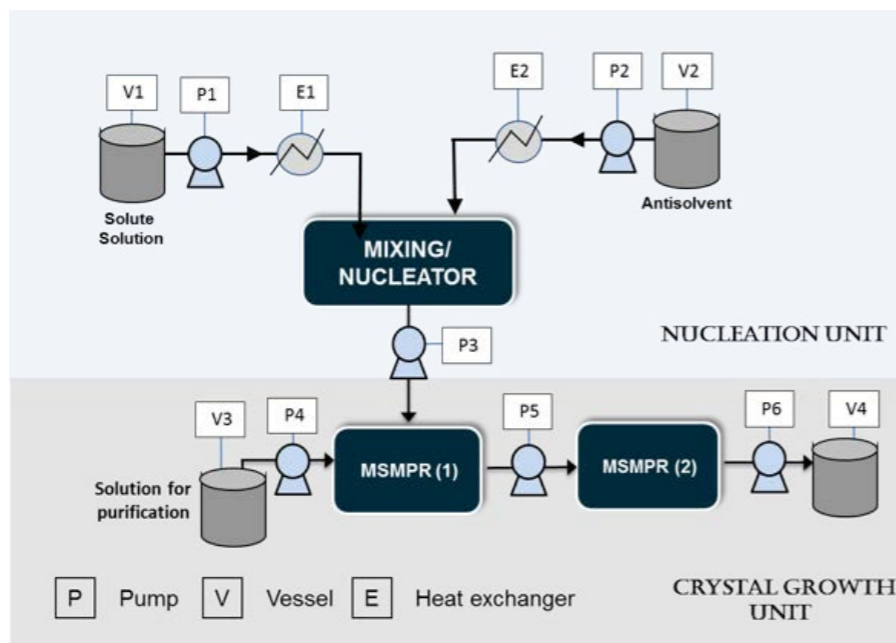 V1
P1
E1
E2
P2
V2
Solute
Solution
Antisolvent
MIXING/
NUCLEATOR
P3
NUCLEATION UNIT
V3
P4
P5
P6
V4
MSMPR (1)
MSMPR (2)
Solution for
purification
P Pump V Vessel E Heat exchanger
CRYSTAL GROWTH
UNIT